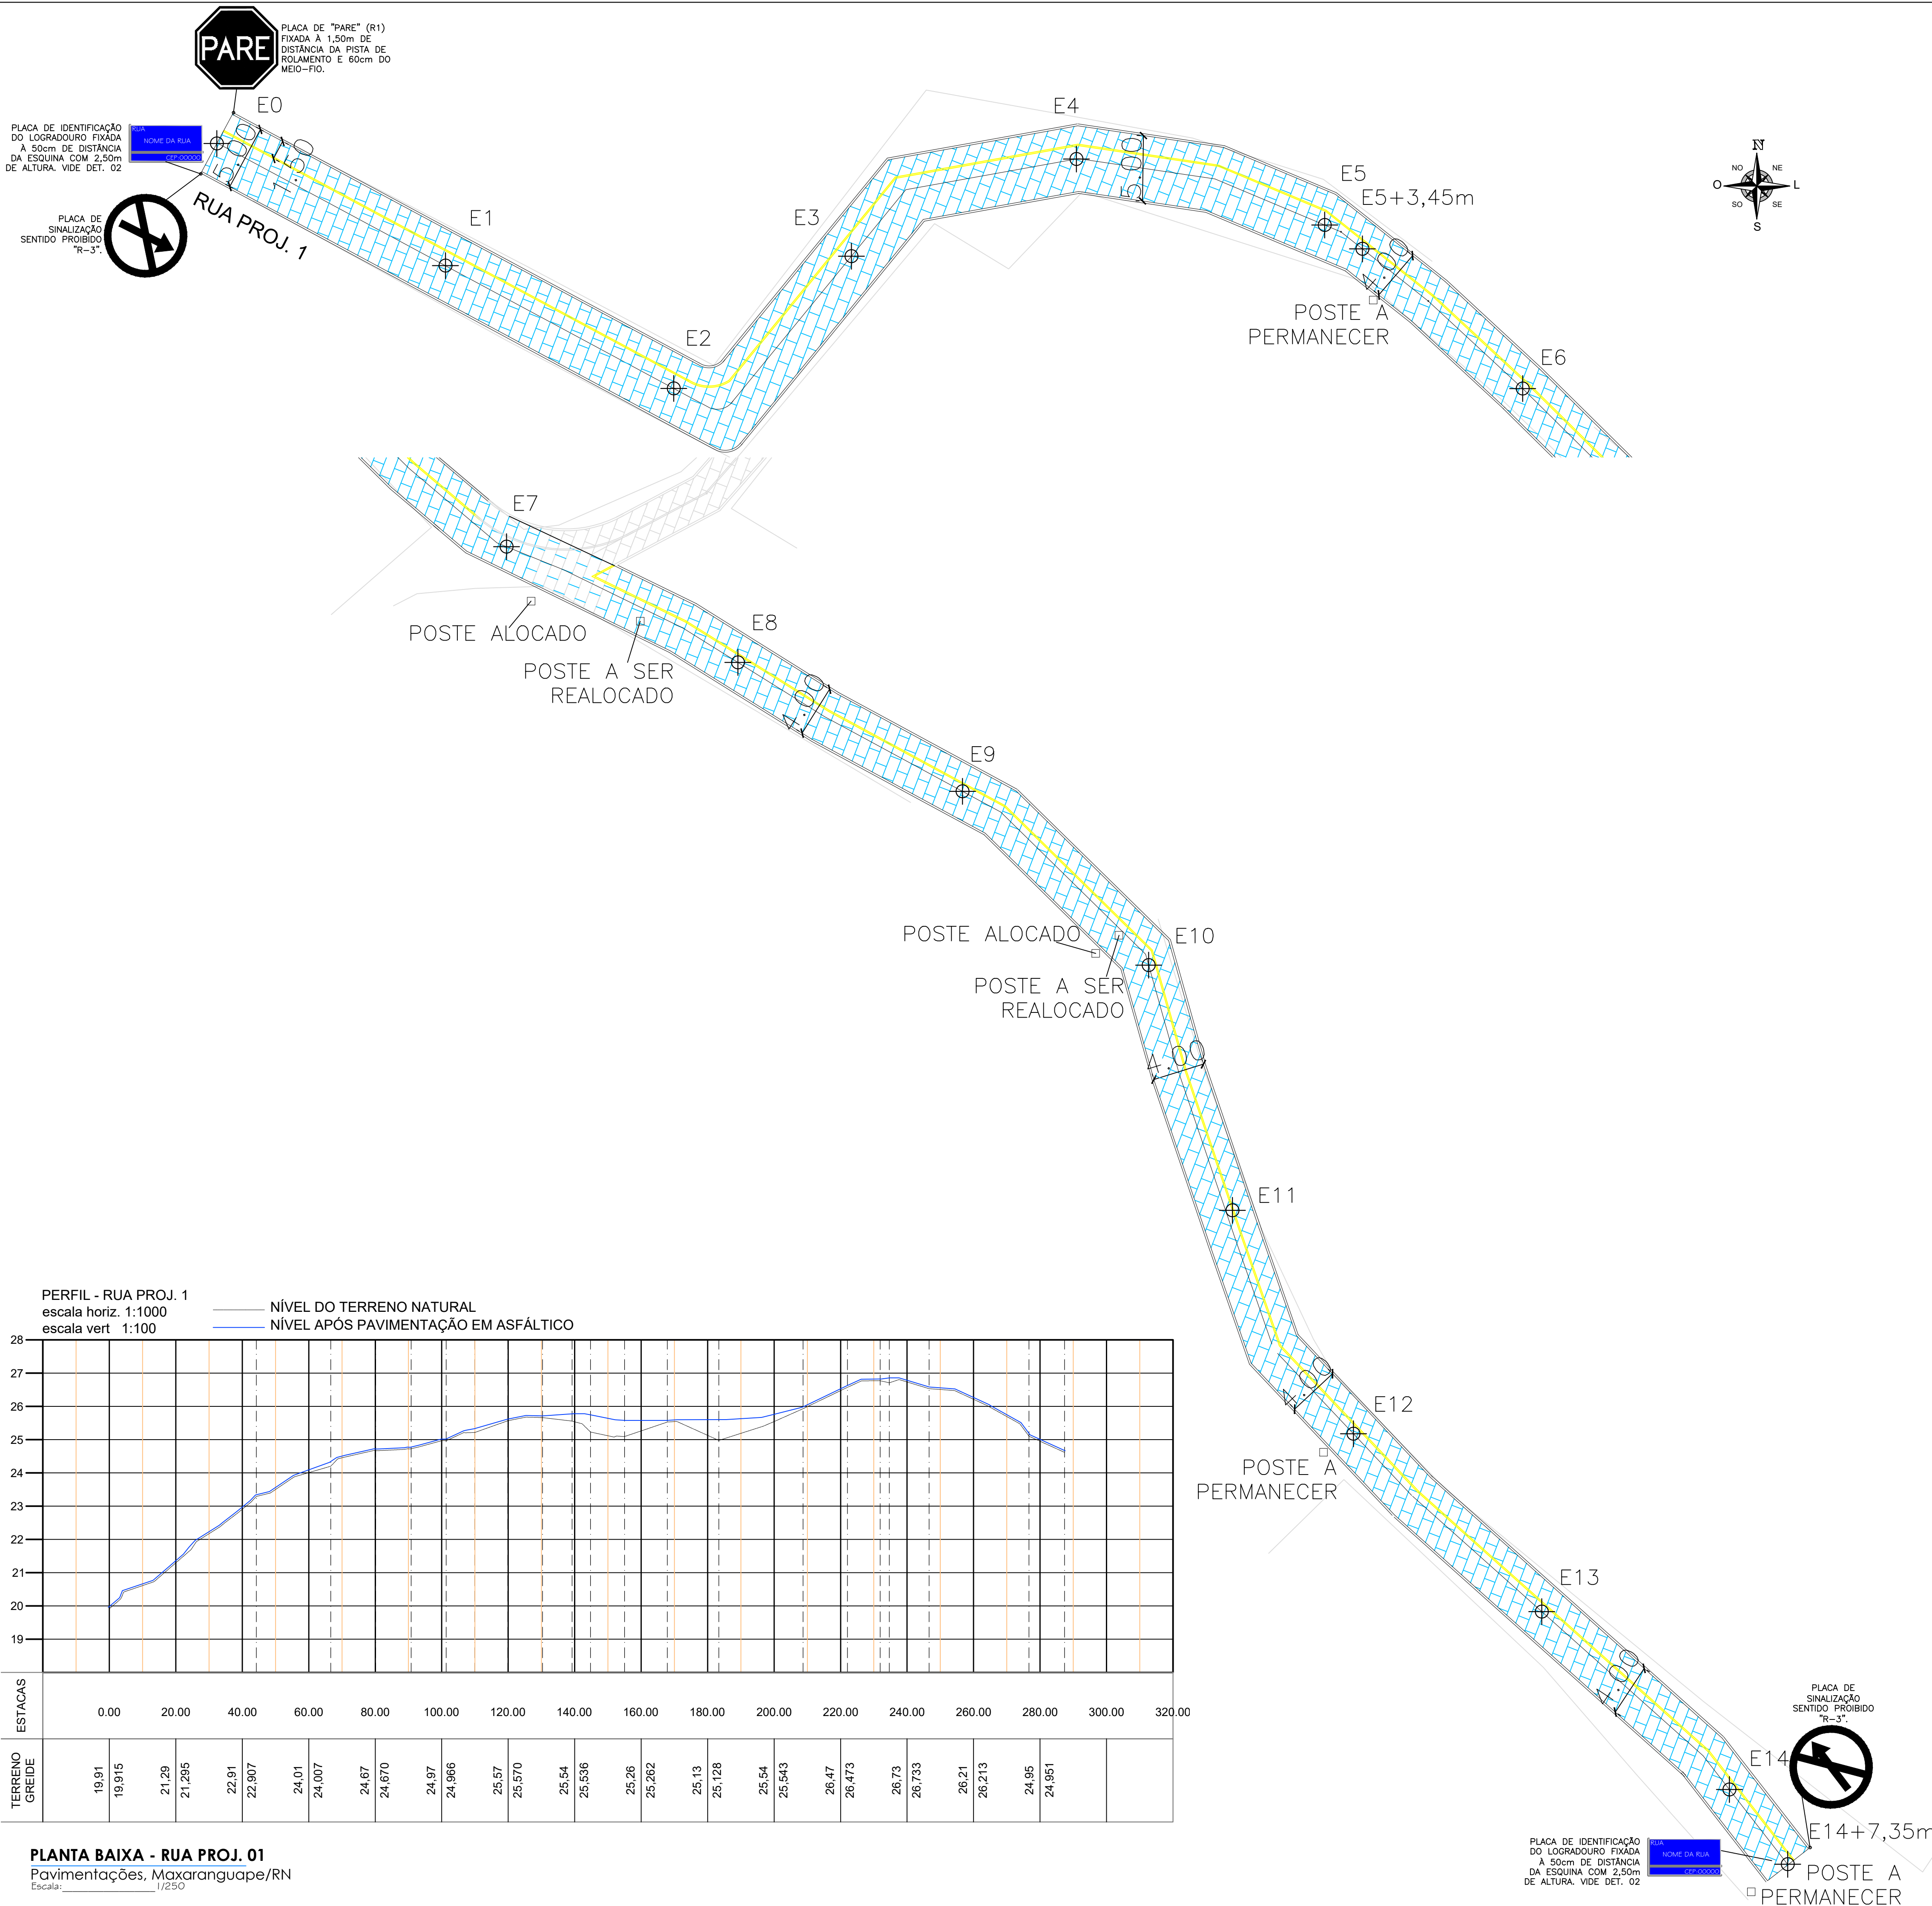 PARE
PLACA DE "PARE" (R1)
FIXADA À 1,50m DE
DISTÂNCIA DA PISTA DE
ROLAMENTO E 60cm DO
MEIO-FIO.
PLACA DE IDENTIFICAÇÃO
DO LOGRADOURO FIXADA
À 50cm DE DISTÂNCIA
DA ESQUINA COM 2,50m
DE ALTURA. VIDE DET. 02
RUA
NOME DA RUA
CEP:00000
PLACA DE
SINALIZAÇÃO
SENTIDO PROIBIDO
"R-3".
RUA PROJ. 1
E0
5.00
1.50
E1
E2
E3
E4
5.00
E5
E5+3,45m
4.00
POSTE A
PERMANECER
E6
N
NO
NE
O
L
SO
SE
S
E7
POSTE ALOCADO
POSTE A SER
REALOCADO
E8
4.00
E9
POSTE ALOCADO
E10
POSTE A SER
REALOCADO
4.00
E11
4.00
E12
POSTE A
PERMANECER
E13
4.00
PLACA DE
SINALIZAÇÃO
SENTIDO PROIBIDO
"R-3".
E14
E14+7,35m
PLACA DE IDENTIFICAÇÃO
DO LOGRADOURO FIXADA
À 50cm DE DISTÂNCIA
DA ESQUINA COM 2,50m
DE ALTURA. VIDE DET. 02
RUA
NOME DA RUA
CEP:00000
POSTE A
PERMANECER
PERFIL - RUA PROJ. 1
escala horiz. 1:1000
escala vert 1:100
NÍVEL DO TERRENO NATURAL
NÍVEL APÓS PAVIMENTAÇÃO EM ASFÁLTICO
28
27
26
25
24
23
22
21
20
19
ESTACAS
0.00 20.00 40.00 60.00 80.00 100.00 120.00 140.00 160.00 180.00 200.00 220.00 240.00 260.00 280.00 300.00 320.00
TERRENO
GREIDE
19,91
19,915
21,29
21,295
22,91
22,907
24,01
24,007
24,67
24,670
24,97
24,966
25,57
25,570
25,54
25,536
25,26
25,262
25,13
25,128
25,54
25,543
26,47
26,473
26,73
26,733
26,21
26,213
24,95
24,951
PLANTA BAIXA - RUA PROJ. 01
Pavimentações, Maxaranguape/RN
Escala: 1/250